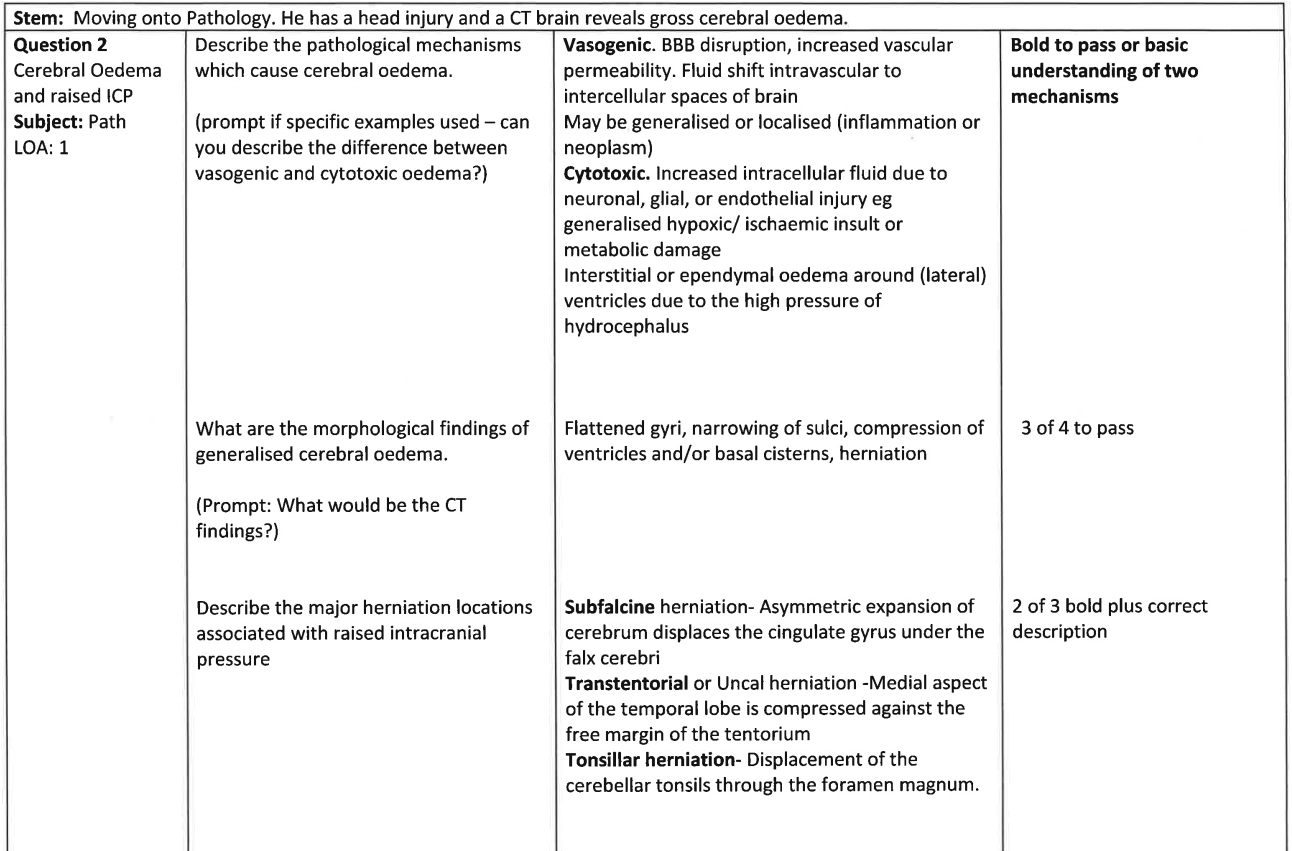 Stem: Moving onto Pathology. He has a head injury and a CT brain reveals gross cerebral oedema.
Question 2
Cerebral Oedema
and raised ICP
Subject: Path
LOA: 1
Describe the pathological mechanisms
which cause cerebral oedema.
(prompt if specific examples used – can
you describe the difference between
vasogenic and cytotoxic oedema?)
Vasogenic. BBB disruption, increased vascular
permeability. Fluid shift intravascular to
intercellular spaces of brain
May be generalised or localised (inflammation or
neoplasm)
Cytotoxic. Increased intracellular fluid due to
neuronal, glial, or endothelial injury eg
generalised hypoxic/ ischaemic insult or
metabolic damage
Interstitial or ependymal oedema around (lateral)
ventricles due to the high pressure of
hydrocephalus
Bold to pass or basic
understanding of two
mechanisms
What are the morphological findings of
generalised cerebral oedema.
(Prompt: What would be the CT
findings?)
Flattened gyri, narrowing of sulci, compression of
ventricles and/or basal cisterns, herniation
3 of 4 to pass
Describe the major herniation locations
associated with raised intracranial
pressure
Subfalcine herniation- Asymmetric expansion of
cerebrum displaces the cingulate gyrus under the
falx cerebri
Transtentorial or Uncal herniation -Medial aspect
of the temporal lobe is compressed against the
free margin of the tentorium
Tonsillar herniation- Displacement of the
cerebellar tonsils through the foramen magnum.
2 of 3 bold plus correct
description